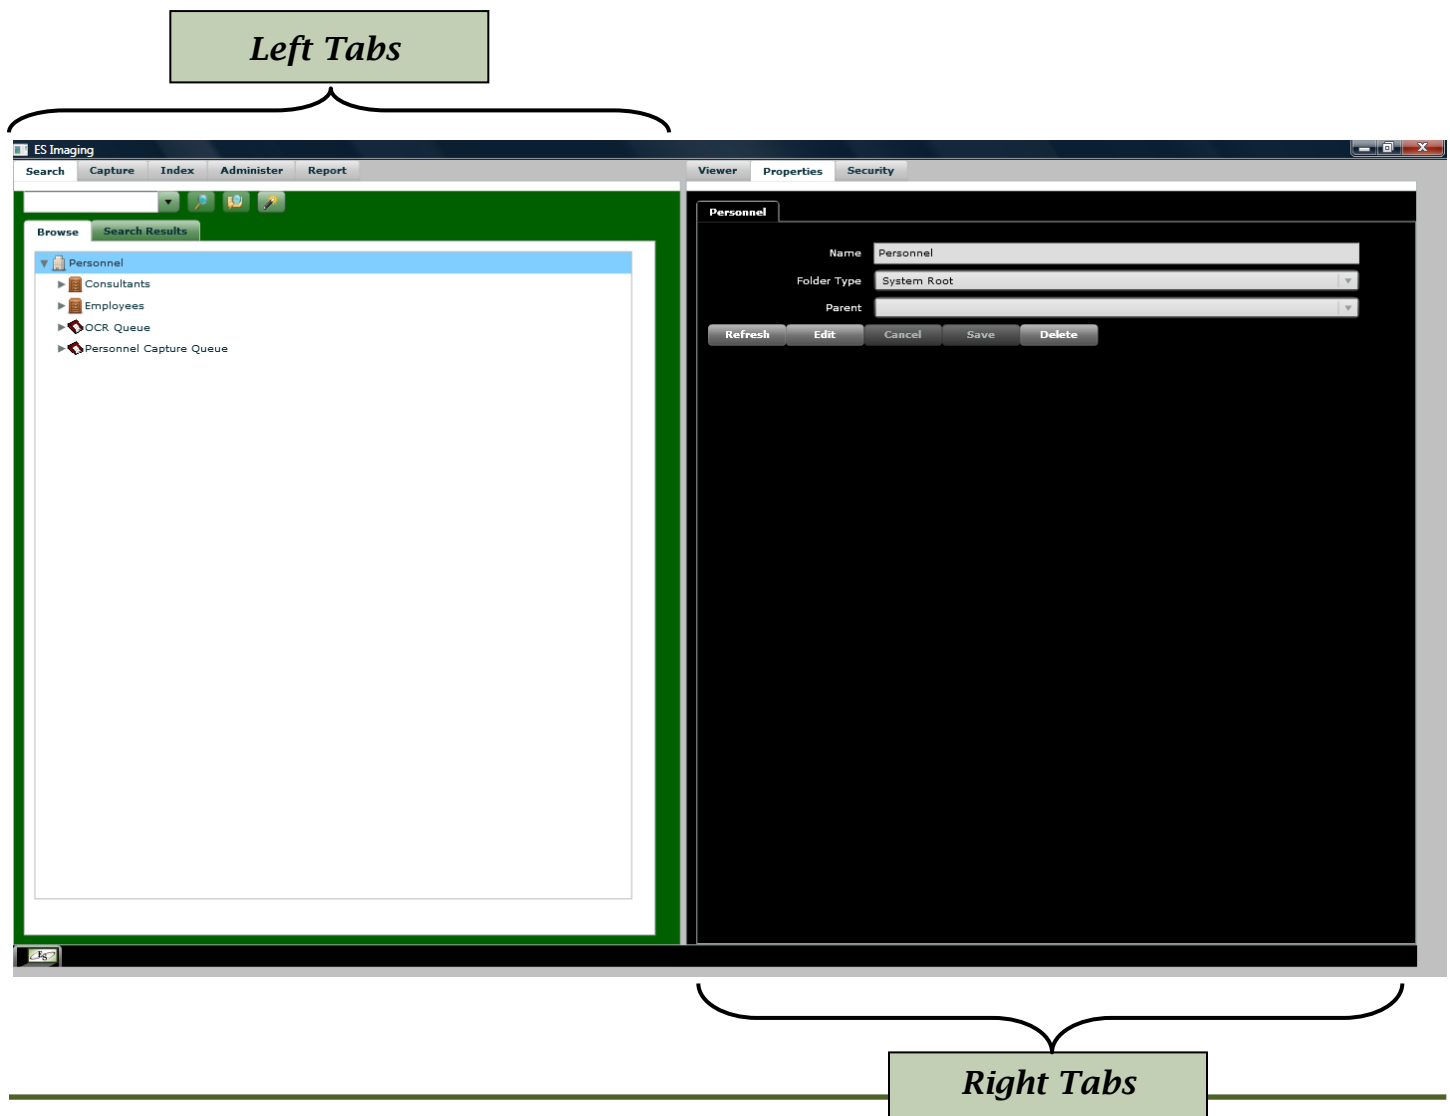 Left Tabs
ES Imaging
Search Capture Index Administer Report
Viewer Properties Security
Browse Search Results
Personnel
Consultants
Employees
OCR Queue
Personnel Capture Queue
Personnel
Name Personnel
Folder Type System Root
Parent
Refresh Edit Cancel Save Delete
ES
Right Tabs